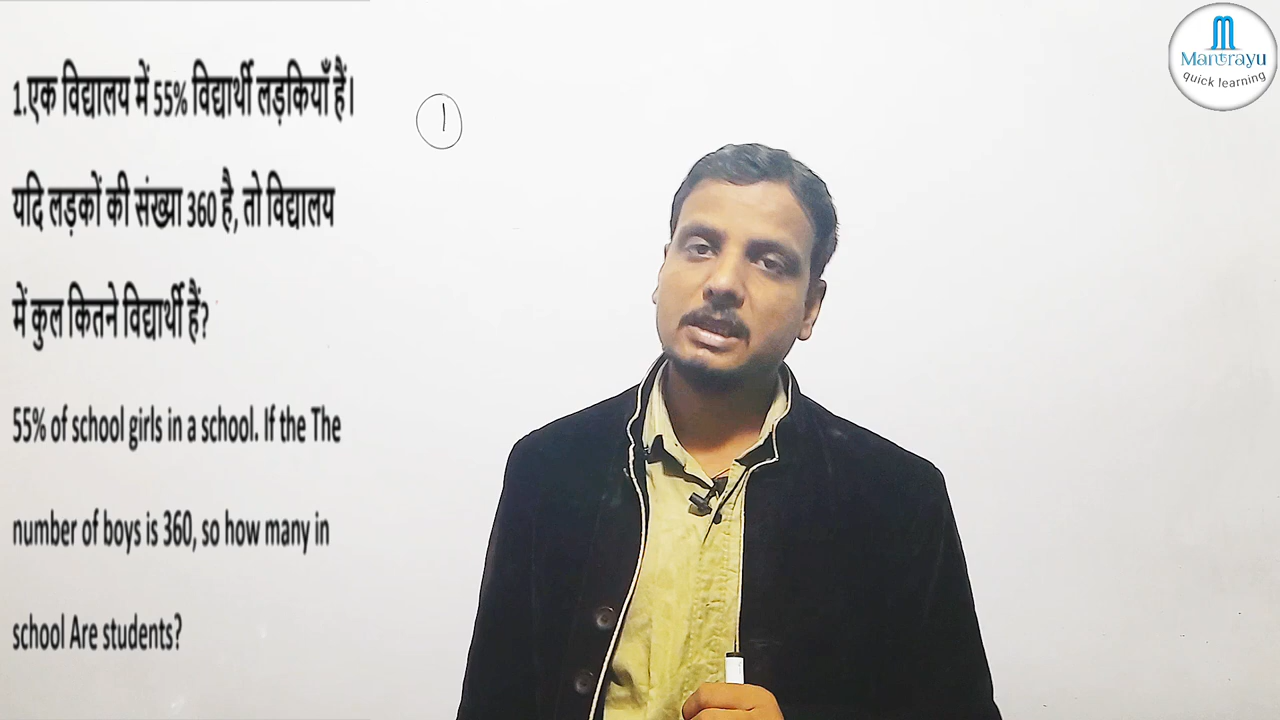 1.एक विद्यालय में 55% विद्यार्थी लड़कियाँ हैं।
यदि लड़कों की संख्या 360 है, तो विद्यालय
में कुल कितने विद्यार्थी हैं?
55% of school girls in a school. If the The
number of boys is 360, so how many in
school Are students?
1
Mantrayu
quick learning